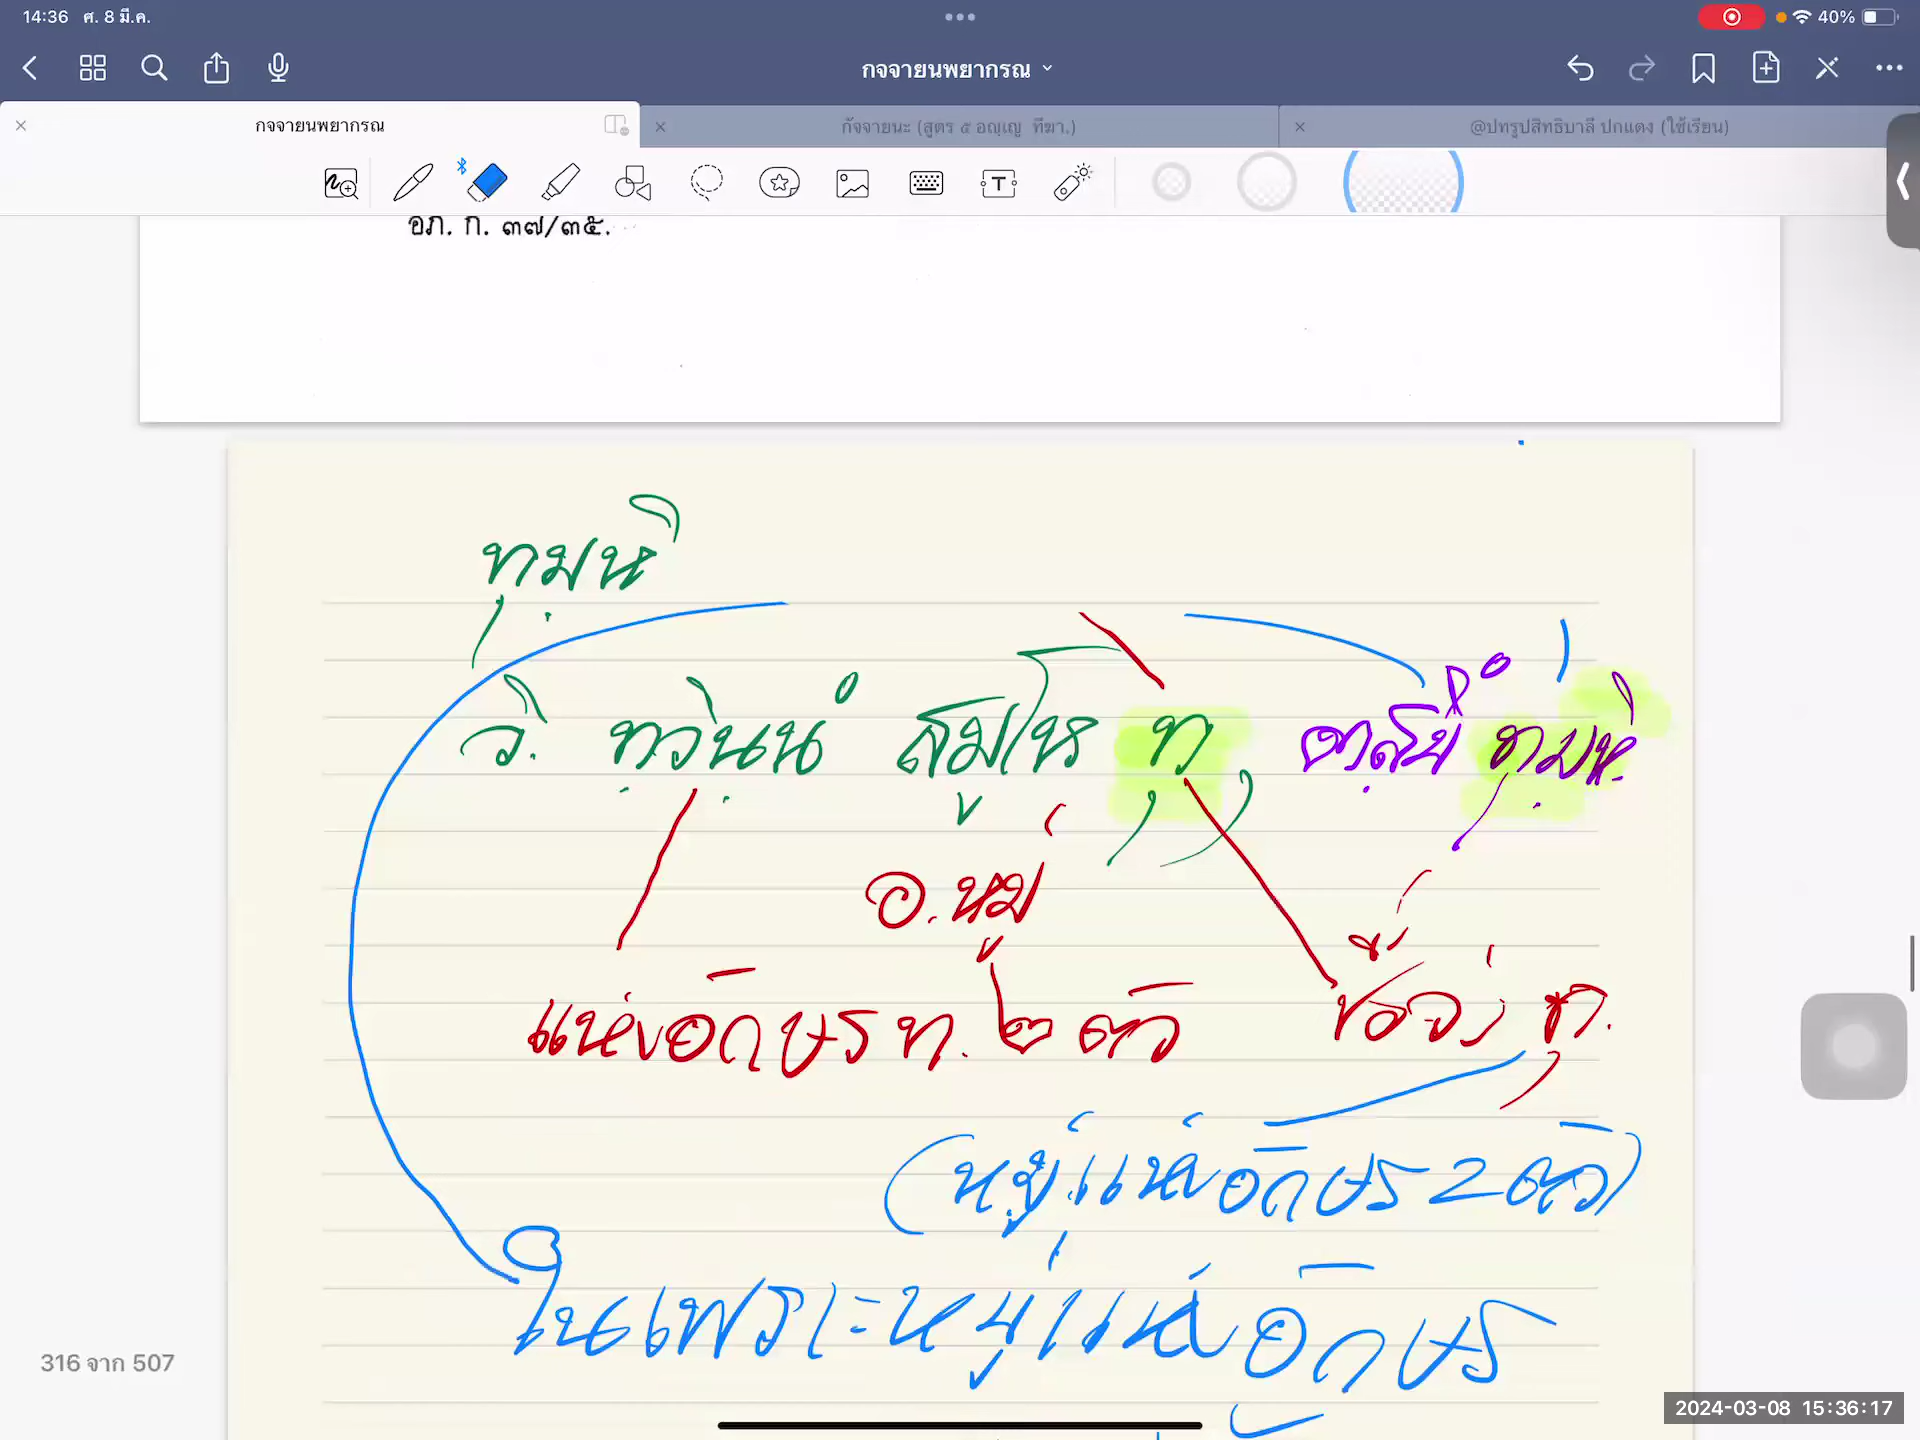 14:36 ศ. 8 มี.ค.
40%
กจจายนพยากรณ
กจจายนพยากรณ
กัจจายนะ (สูตร ๕ อญเญ ทีฆา.)
@ปทรูปสิทธิบาลี ปกแดง (ใช้เรียน)
อภ. ก. ๓๗/๓๕.
ทฺมฺหิ
วิ. ทฺวินฺนํ สมูโห ท ตสฺมึ ทมฺหิ
อ.หมู่
แห่งอักษร ท. ๒ ตัว ชื่อว่า ท.
(หมู่แห่งอักษร 2 ตัว)
ในเพราะหมู่แห่งอักษร
316 จาก 507
2024-03-08 15:36:17